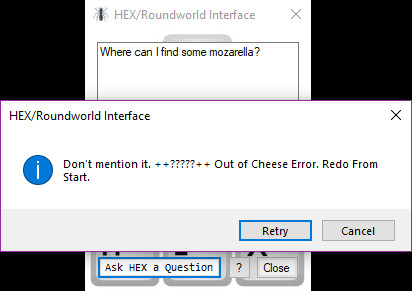 HEX/Roundworld Interface
Where can I find some mozarella?
HEX/Roundworld Interface
Don't mention it. ++?????++ Out of Cheese Error. Redo From
Start.
Retry
Cancel
Ask HEX a Question
?
Close